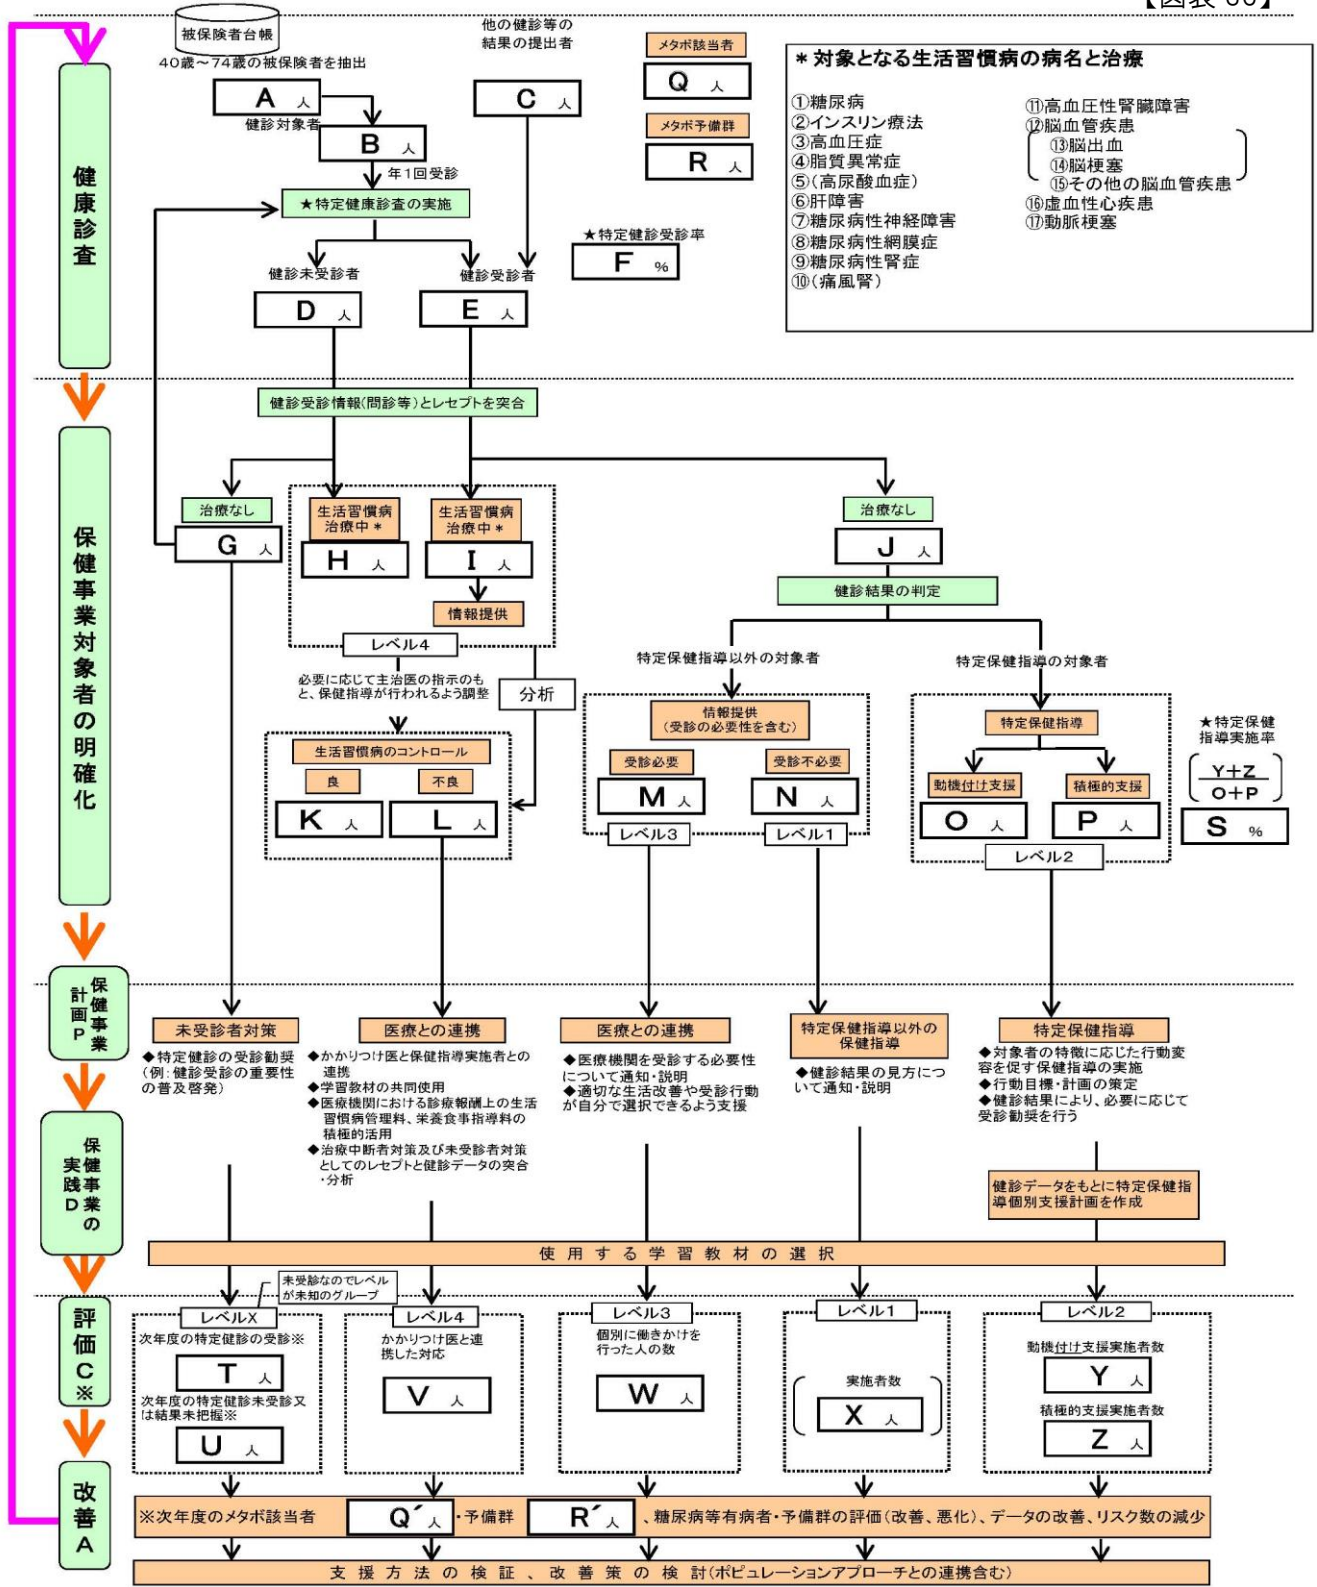 被保険者台帳
40歳~74歳の被保険者を抽出
A 人
健診対象者
B 人
年1回受診
★特定健康診査の実施
他の健診等の
結果の提出者
C 人
メタボ該当者
Q 人
メタボ予備群
R 人
★特定健診受診率
F %
健診未受診者
D 人
健診受診者
E 人
*対象となる生活習慣病の病名と治療
①糖尿病
②インスリン療法
③高血圧症
④脂質異常症
⑤(高尿酸血症)
⑥肝障害
⑦糖尿病性神経障害
⑧糖尿病性網膜症
⑨糖尿病性腎症
⑩(痛風腎)
⑪高血圧性腎臓障害
⑫脳血管疾患
⑬脳出血
⑭脳梗塞
⑮その他の脳血管疾患
⑯虚血性心疾患
⑰動脈梗塞
健康診査
健診受診情報(問診等)とレセプトを突合
保健事業対象者の明確化
治療なし
G 人
生活習慣病
治療中*
H 人
生活習慣病
治療中*
I 人
情報提供
レベル4
必要に応じて主治医の指示のも
と、保健指導が行われるよう調整
分析
生活習慣病のコントロール
良
K 人
不良
L 人
治療なし
J 人
健診結果の判定
特定保健指導以外の対象者
特定保健指導の対象者
情報提供
(受診の必要性を含む)
受診必要
M 人
レベル3
受診不必要
N 人
レベル1
特定保健指導
動機付け支援
O 人
積極的支援
P 人
レベル2
★特定保健
指導実施率
Y+Z
O+P
S %
保健事業
計画P
未受診者対策
◆特定健診の受診勧奨
(例:健診受診の重要性
の普及啓発)
医療との連携
◆かかりつけ医と保健指導実施者との
連携
◆学習教材の共同使用
◆医療機関における診療報酬上の生活
習慣病管理料、栄養食事指導料の
積極的活用
◆治療中断者対策及び未受診者対策
としてのレセプトと健診データの突合
・分析
医療との連携
◆医療機関を受診する必要性
について通知・説明
◆適切な生活改善や受診行動
が自分で選択できるよう支援
特定保健指導以外の
保健指導
◆健診結果の見方につ
いて通知・説明
特定保健指導
◆対象者の特徴に応じた行動変
容を促す保健指導の実施
◆行動目標・計画の策定
◆健診結果により、必要に応じて
受診勧奨を行う
保健事業の
実践D
健診データをもとに特定保健指
導個別支援計画を作成
使用する学習教材の選択
評価C※
未受診なのでレベル
が未知のグループ
レベルX
次年度の特定健診の受診※
T 人
次年度の特定健診未受診又
は結果未把握※
U 人
レベル4
かかりつけ医と連
携した対応
V 人
レベル3
個別に働きかけを
行った人の数
W 人
レベル1
実施者数
X 人
レベル2
動機付け支援実施者数
Y 人
積極的支援実施者数
Z 人
改善A
※次年度のメタボ該当者 Q´人・予備群 R´人、糖尿病等有病者・予備群の評価(改善、悪化)、データの改善、リスク数の減少
支援方法の検証、改善策の検討(ポピュレーションアプローチとの連携含む)